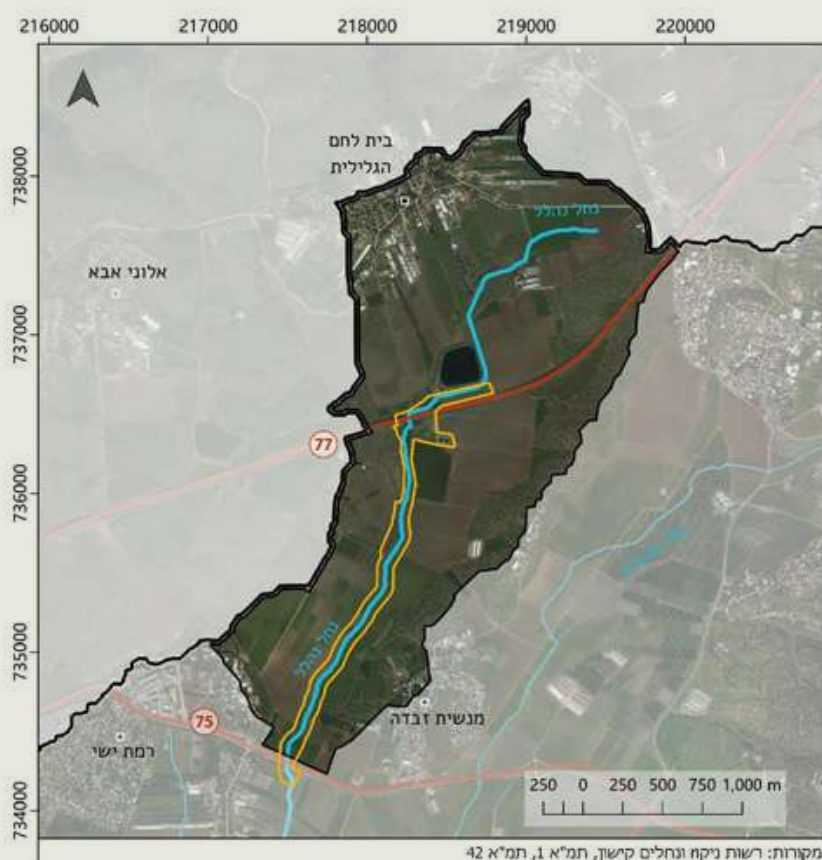 216000 217000 218000 219000 220000
738000
737000
736000
735000
734000
בית לחם
הגלילית
נחל נהלל
אלוני אבא
77
נחל נהלל
מנשית זבדה
75
רמת ישי
250 0 250 500 750 1,000 m
מקורות: רשות ניקוז ונחלים קישון, תמ"א 1, תמ"א 42